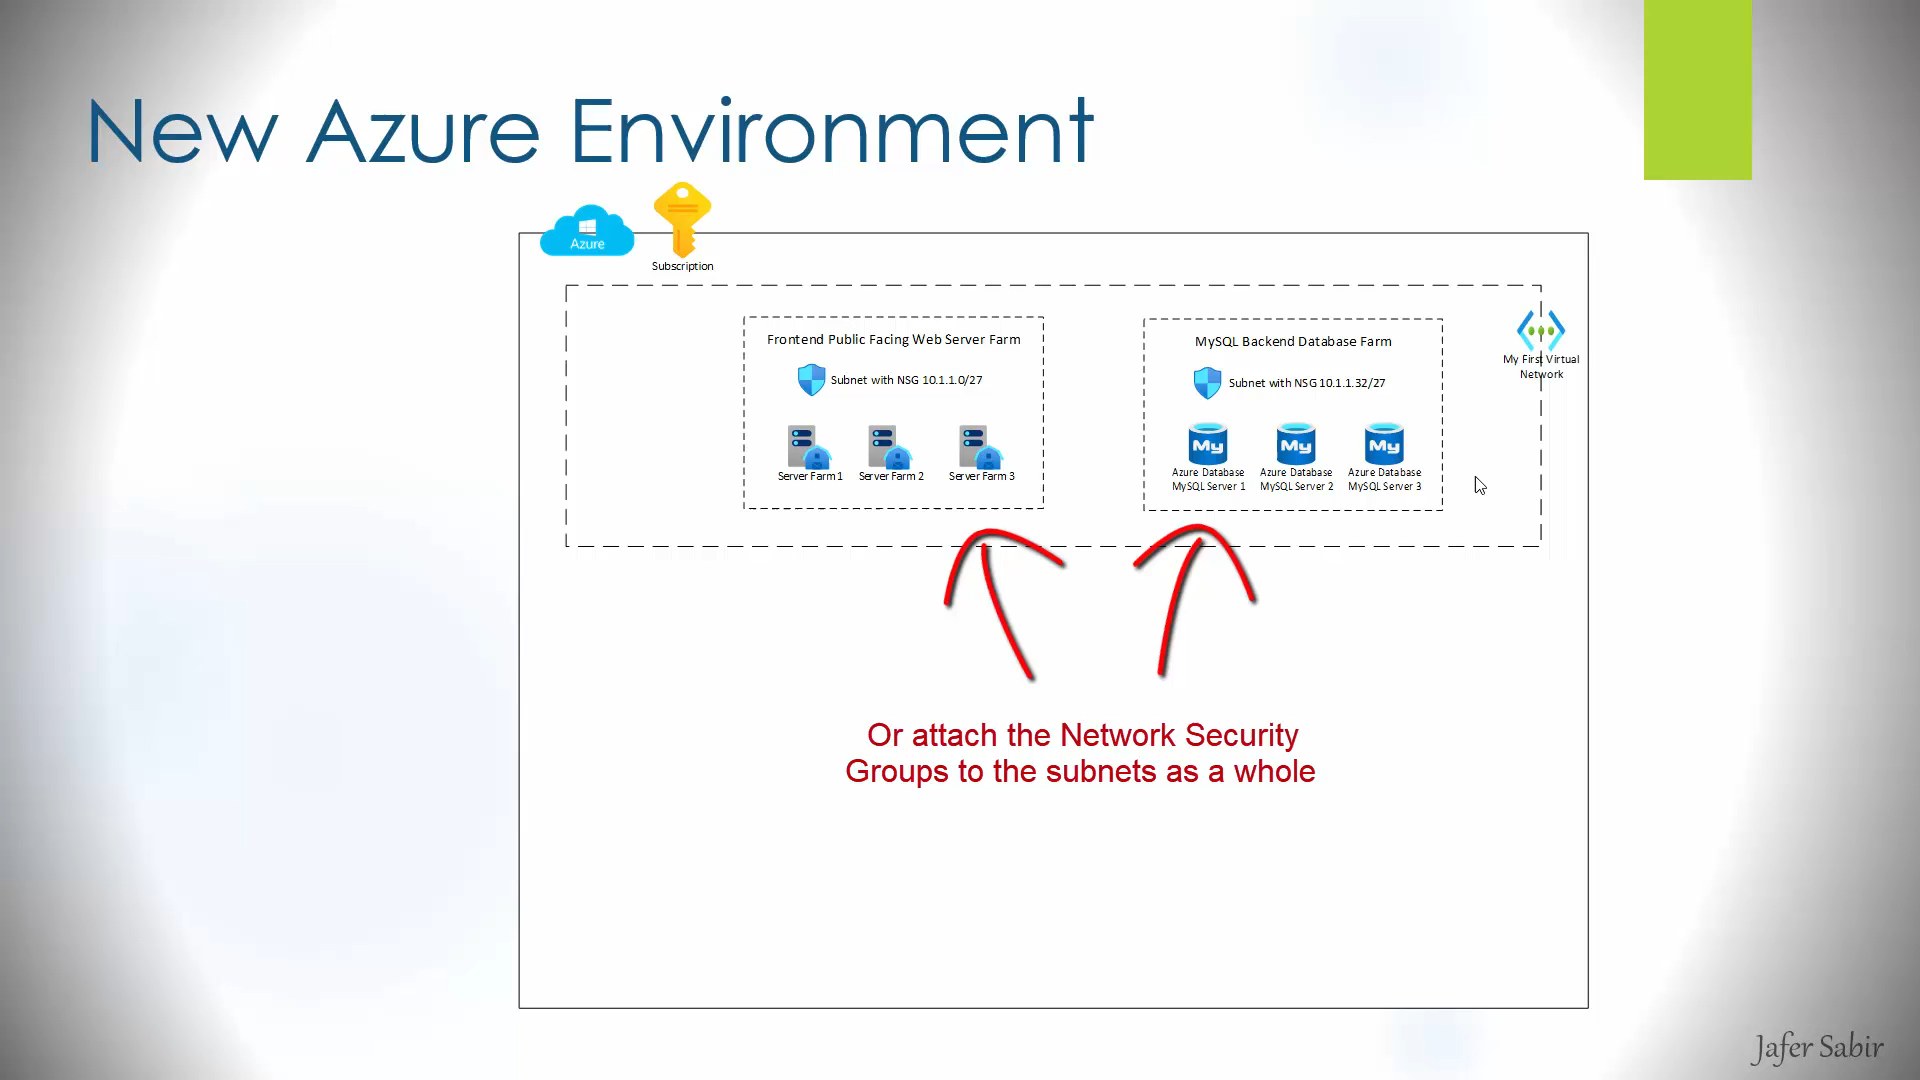 New Azure Environment
Azure
Subscription
Frontend Public Facing Web Server Farm
Subnet with NSG 10.1.1.0/27
Server Farm 1
Server Farm 2
Server Farm 3
MySQL Backend Database Farm
Subnet with NSG 10.1.1.32/27
My
My
My
Azure Database
MySQL Server 1
Azure Database
MySQL Server 2
Azure Database
MySQL Server 3
My First Virtual
Network
Or attach the Network Security
Groups to the subnets as a whole
Jafer Sabir